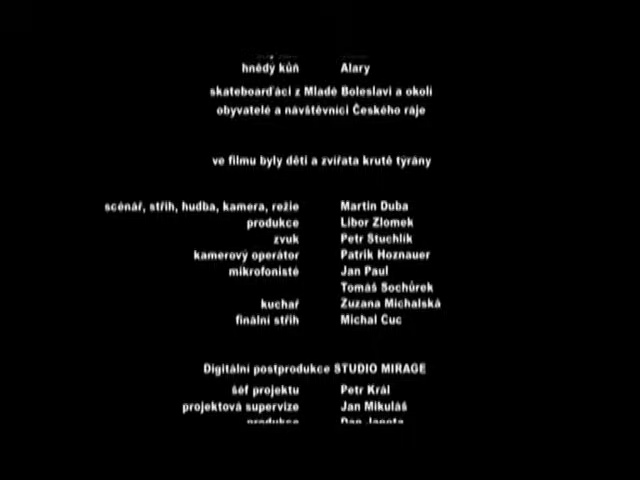 hnědý kůň Alary
skateboarďáci z Mladé Boleslavi a okolí
obyvatelé a návštěvníci Českého ráje
ve filmu byly děti a zvířata krutě týrány
scénář, střih, hudba, kamera, režie Martin Duba
produkce Libor Zlomek
zvuk Petr Stuchlík
kamerový operátor Patrik Hoznauer
mikrofonisté Jan Paul
Tomáš Sochůrek
kuchař Zuzana Michalská
finální střih Michal Cuc
Digitální postprodukce STUDIO MIRAGE
šéf projektu Petr Král
projektová supervize Jan Mikuláš
produkce Dan Janota